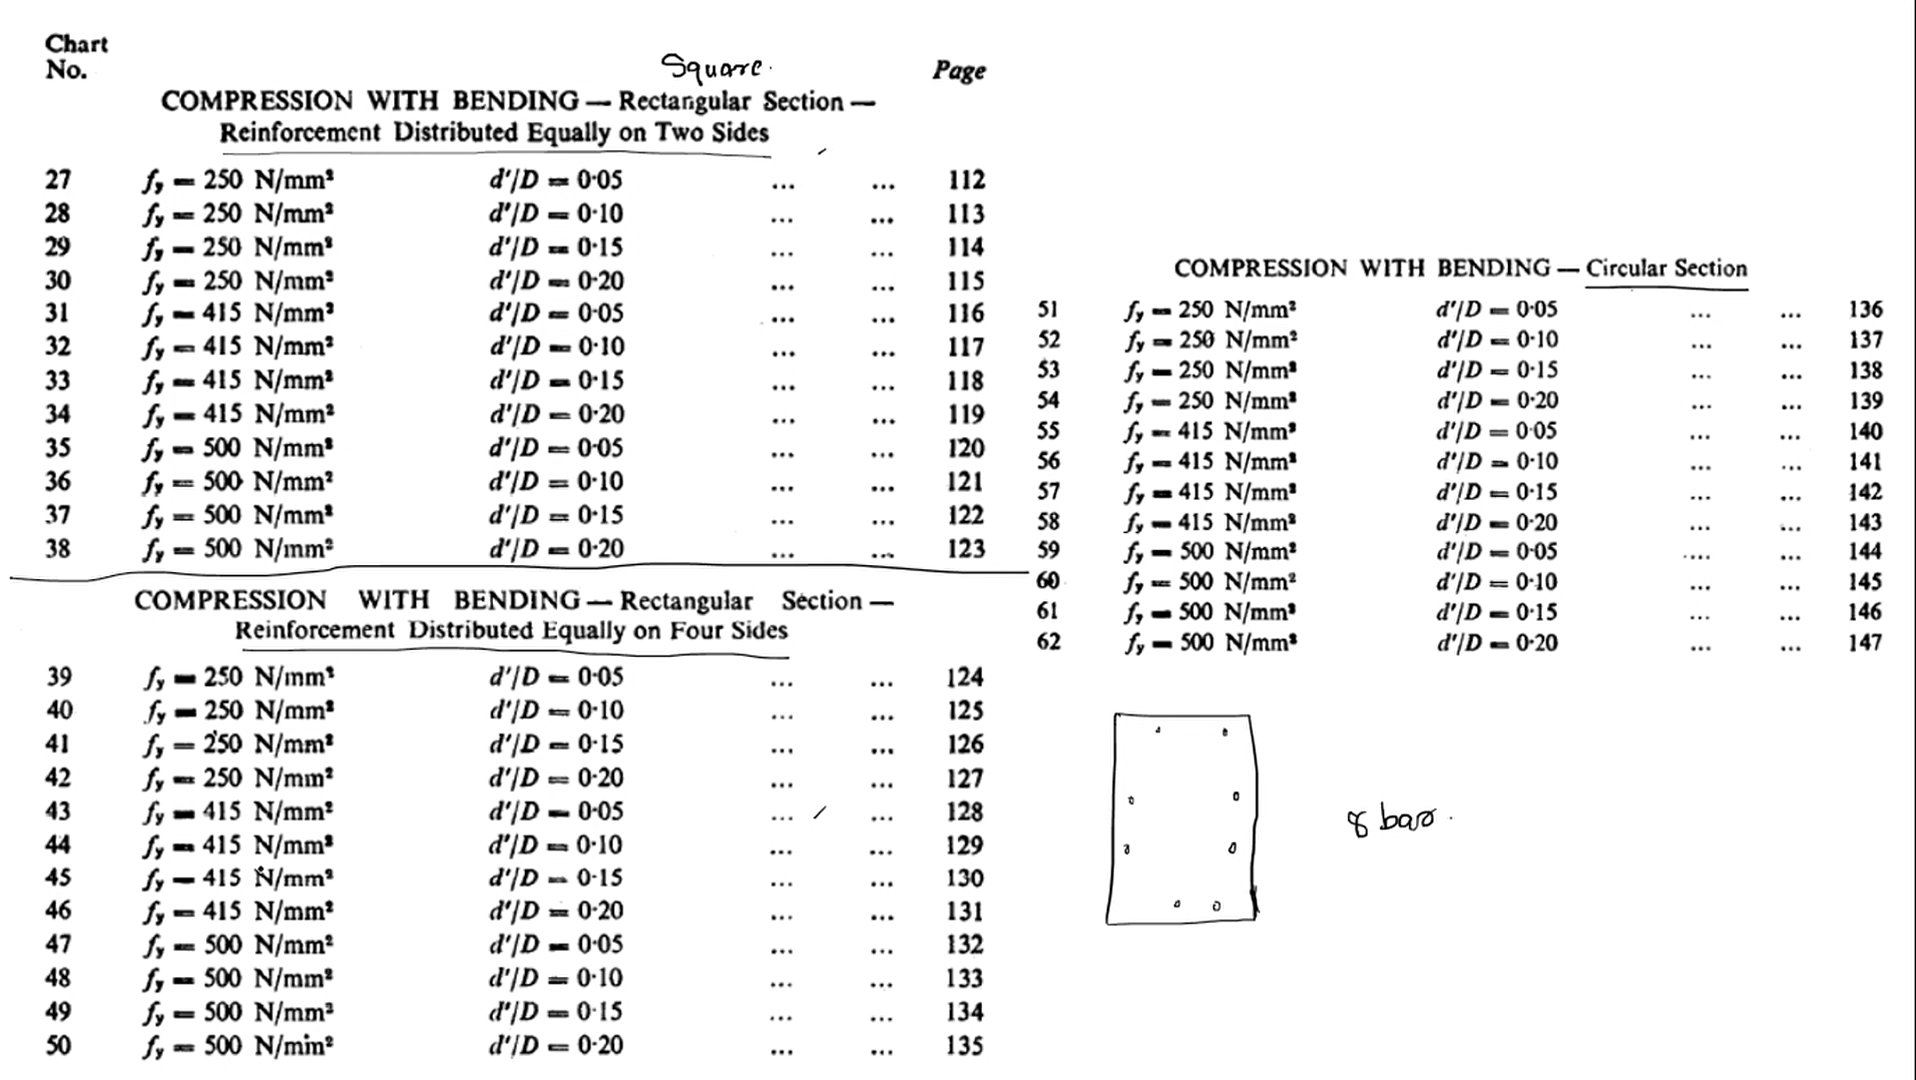 Chart
No.
Square.
Page
COMPRESSION WITH BENDING — Rectangular Section —
Reinforcement Distributed Equally on Two Sides
27 fy = 250 N/mm² d'/D = 0·05 ... ... 112
28 fy = 250 N/mm² d'/D = 0·10 ... ... 113
29 fy = 250 N/mm² d'/D = 0·15 ... ... 114
30 fy = 250 N/mm² d'/D = 0·20 ... ... 115
31 fy = 415 N/mm² d'/D = 0·05 ... ... 116
32 fy = 415 N/mm² d'/D = 0·10 ... ... 117
33 fy = 415 N/mm² d'/D = 0·15 ... ... 118
34 fy = 415 N/mm² d'/D = 0·20 ... ... 119
35 fy = 500 N/mm² d'/D = 0·05 ... ... 120
36 fy = 500 N/mm² d'/D = 0·10 ... ... 121
37 fy = 500 N/mm² d'/D = 0·15 ... ... 122
38 fy = 500 N/mm² d'/D = 0·20 ... ... 123
COMPRESSION WITH BENDING — Rectangular Section —
Reinforcement Distributed Equally on Four Sides
39 fy = 250 N/mm² d'/D = 0·05 ... ... 124
40 fy = 250 N/mm² d'/D = 0·10 ... ... 125
41 fy = 250 N/mm² d'/D = 0·15 ... ... 126
42 fy = 250 N/mm² d'/D = 0·20 ... ... 127
43 fy = 415 N/mm² d'/D = 0·05 ... ... 128
44 fy = 415 N/mm² d'/D = 0·10 ... ... 129
45 fy = 415 N/mm² d'/D = 0·15 ... ... 130
46 fy = 415 N/mm² d'/D = 0·20 ... ... 131
47 fy = 500 N/mm² d'/D = 0·05 ... ... 132
48 fy = 500 N/mm² d'/D = 0·10 ... ... 133
49 fy = 500 N/mm² d'/D = 0·15 ... ... 134
50 fy = 500 N/mm² d'/D = 0·20 ... ... 135
COMPRESSION WITH BENDING — Circular Section
51 fy = 250 N/mm² d'/D = 0·05 ... ... 136
52 fy = 250 N/mm² d'/D = 0·10 ... ... 137
53 fy = 250 N/mm² d'/D = 0·15 ... ... 138
54 fy = 250 N/mm² d'/D = 0·20 ... ... 139
55 fy = 415 N/mm² d'/D = 0·05 ... ... 140
56 fy = 415 N/mm² d'/D = 0·10 ... ... 141
57 fy = 415 N/mm² d'/D = 0·15 ... ... 142
58 fy = 415 N/mm² d'/D = 0·20 ... ... 143
59 fy = 500 N/mm² d'/D = 0·05 .... ... 144
60 fy = 500 N/mm² d'/D = 0·10 ... ... 145
61 fy = 500 N/mm² d'/D = 0·15 ... ... 146
62 fy = 500 N/mm² d'/D = 0·20 ... ... 147
8 bar.